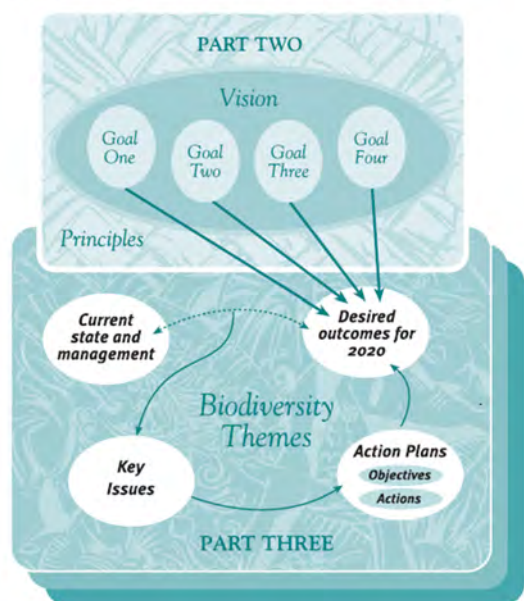 PART TWO
Vision
Goal
One
Goal
Two
Goal
Three
Goal
Four
Principles
Current
state and
management
Desired
outcomes for
2020
Biodiversity
Themes
Key
Issues
Action Plans
Objectives
Actions
PART THREE